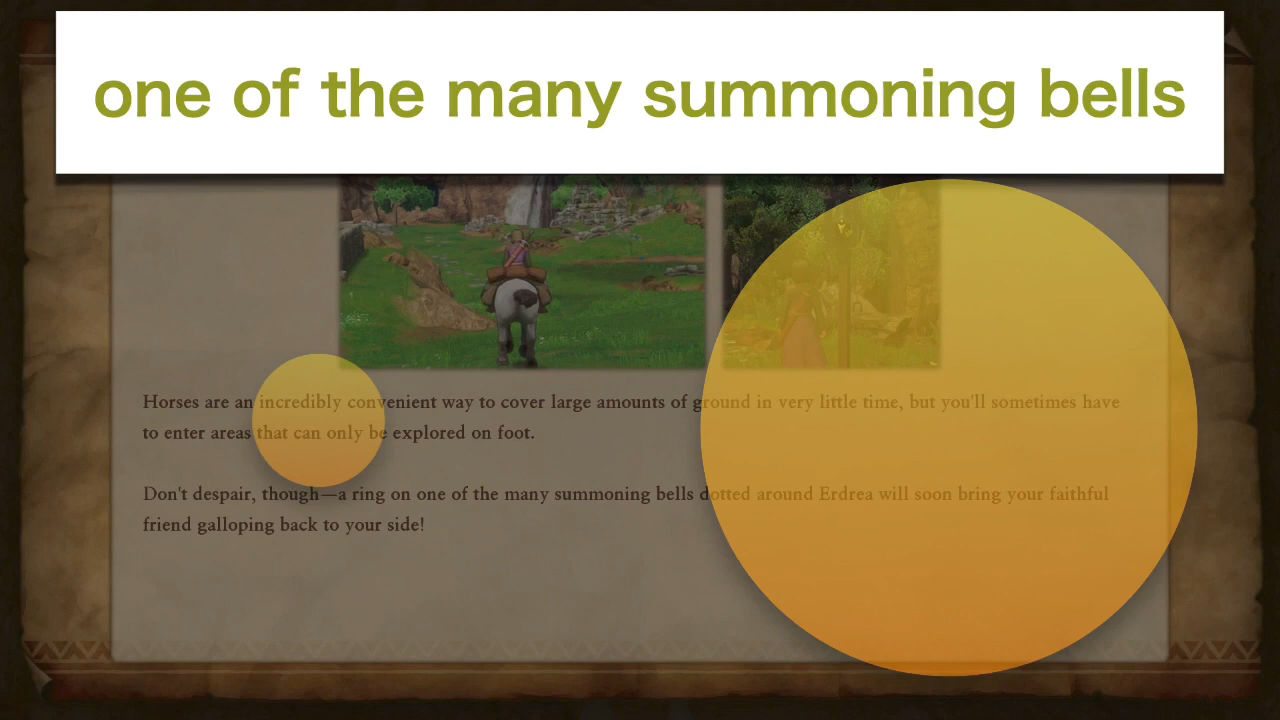 one of the many summoning bells
Horses are an incredibly convenient way to cover large amounts of ground in very little time, but you'll sometimes have
to enter areas that can only be explored on foot.
Don't despair, though—a ring on one of the many summoning bells dotted around Erdrea will soon bring your faithful
friend galloping back to your side!